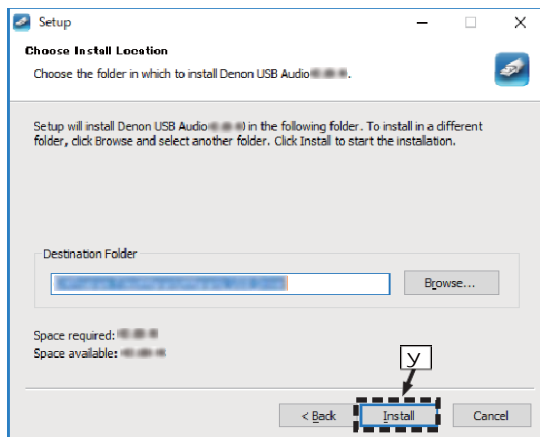 Setup
Choose Install Location
Choose the folder in which to install Denon USB Audio
Setup will install Denon USB Audio in the following folder. To install in a different
folder, click Browse and select another folder. Click Install to start the installation.
Destination Folder
Browse...
Space required:
Space available:
y
< Back Install Cancel